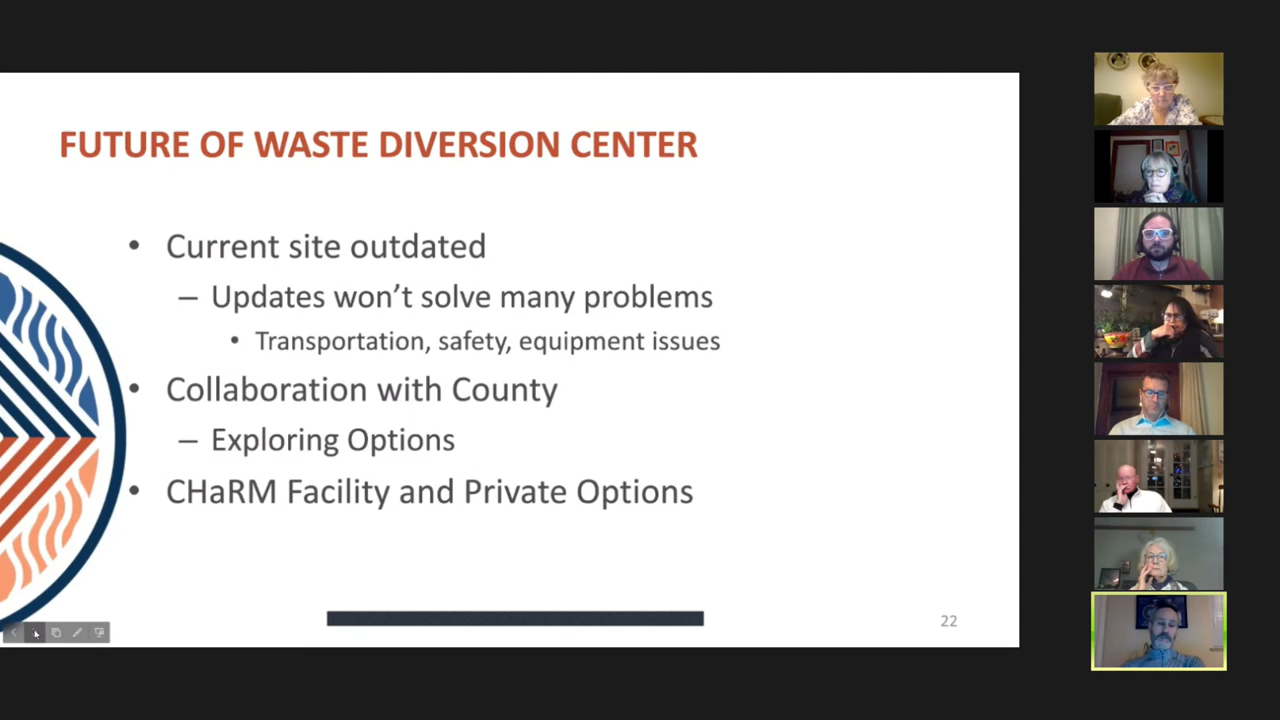 FUTURE OF WASTE DIVERSION CENTER
• Current site outdated
– Updates won’t solve many problems
• Transportation, safety, equipment issues
• Collaboration with County
– Exploring Options
• CHaRM Facility and Private Options
22